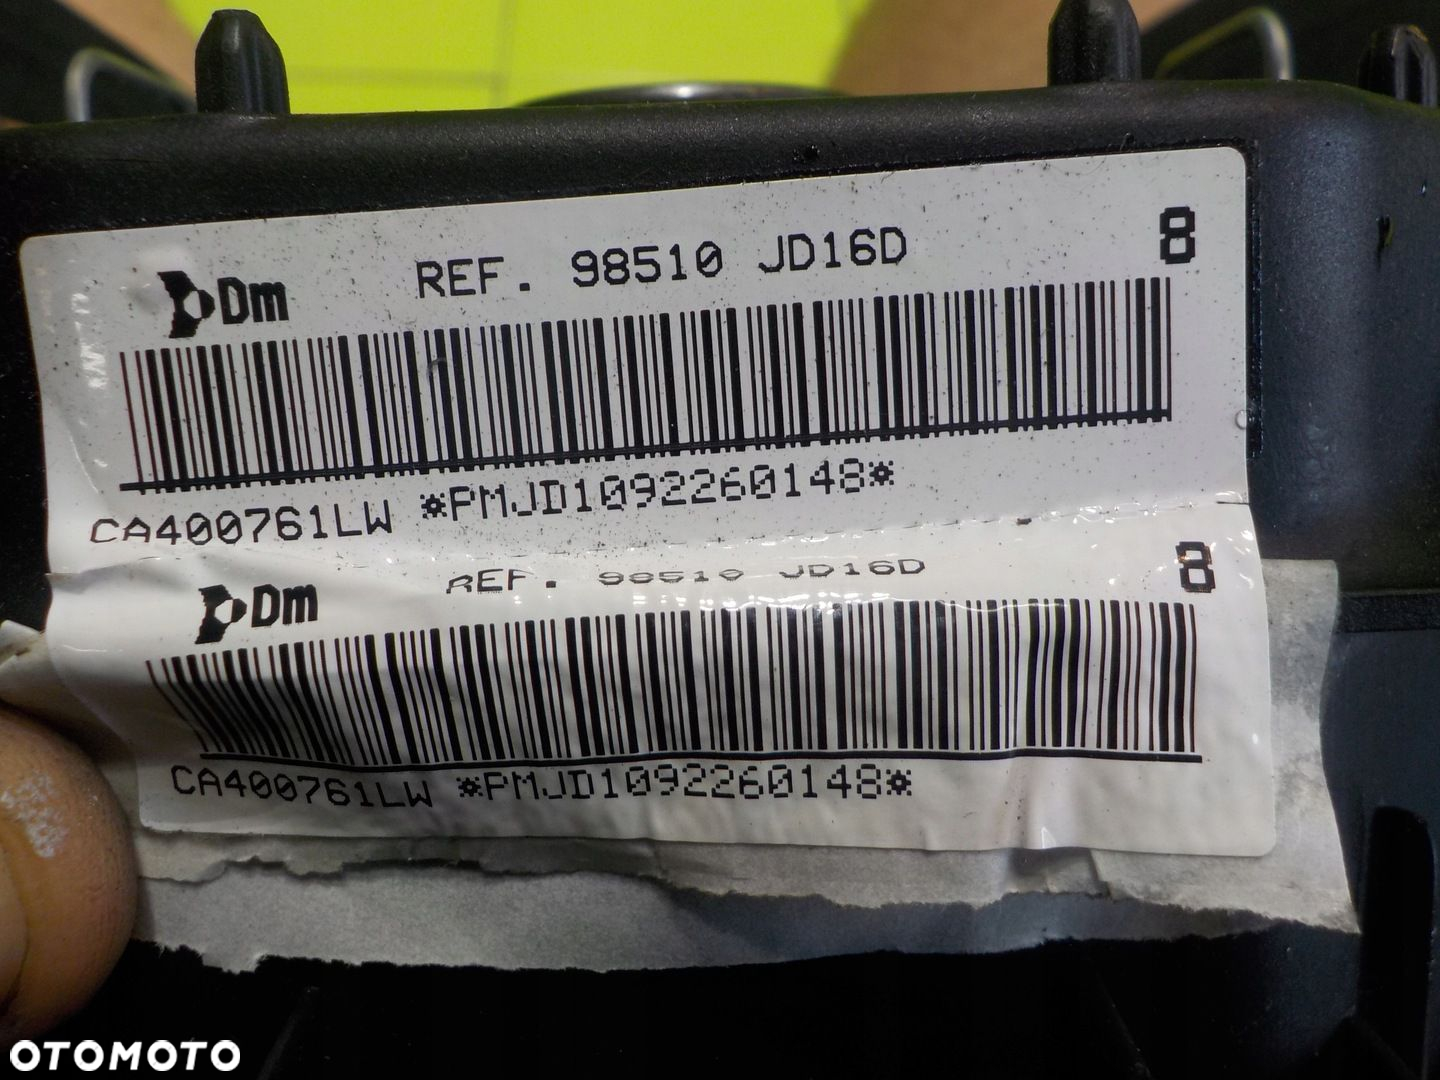 Dm REF. 98510 JD16D 8
CA400761LW *PMJD1092260148*
Dm REF. 98510 JD16D 8
CA400761LW *PMJD1092260148*
OTOMOTO